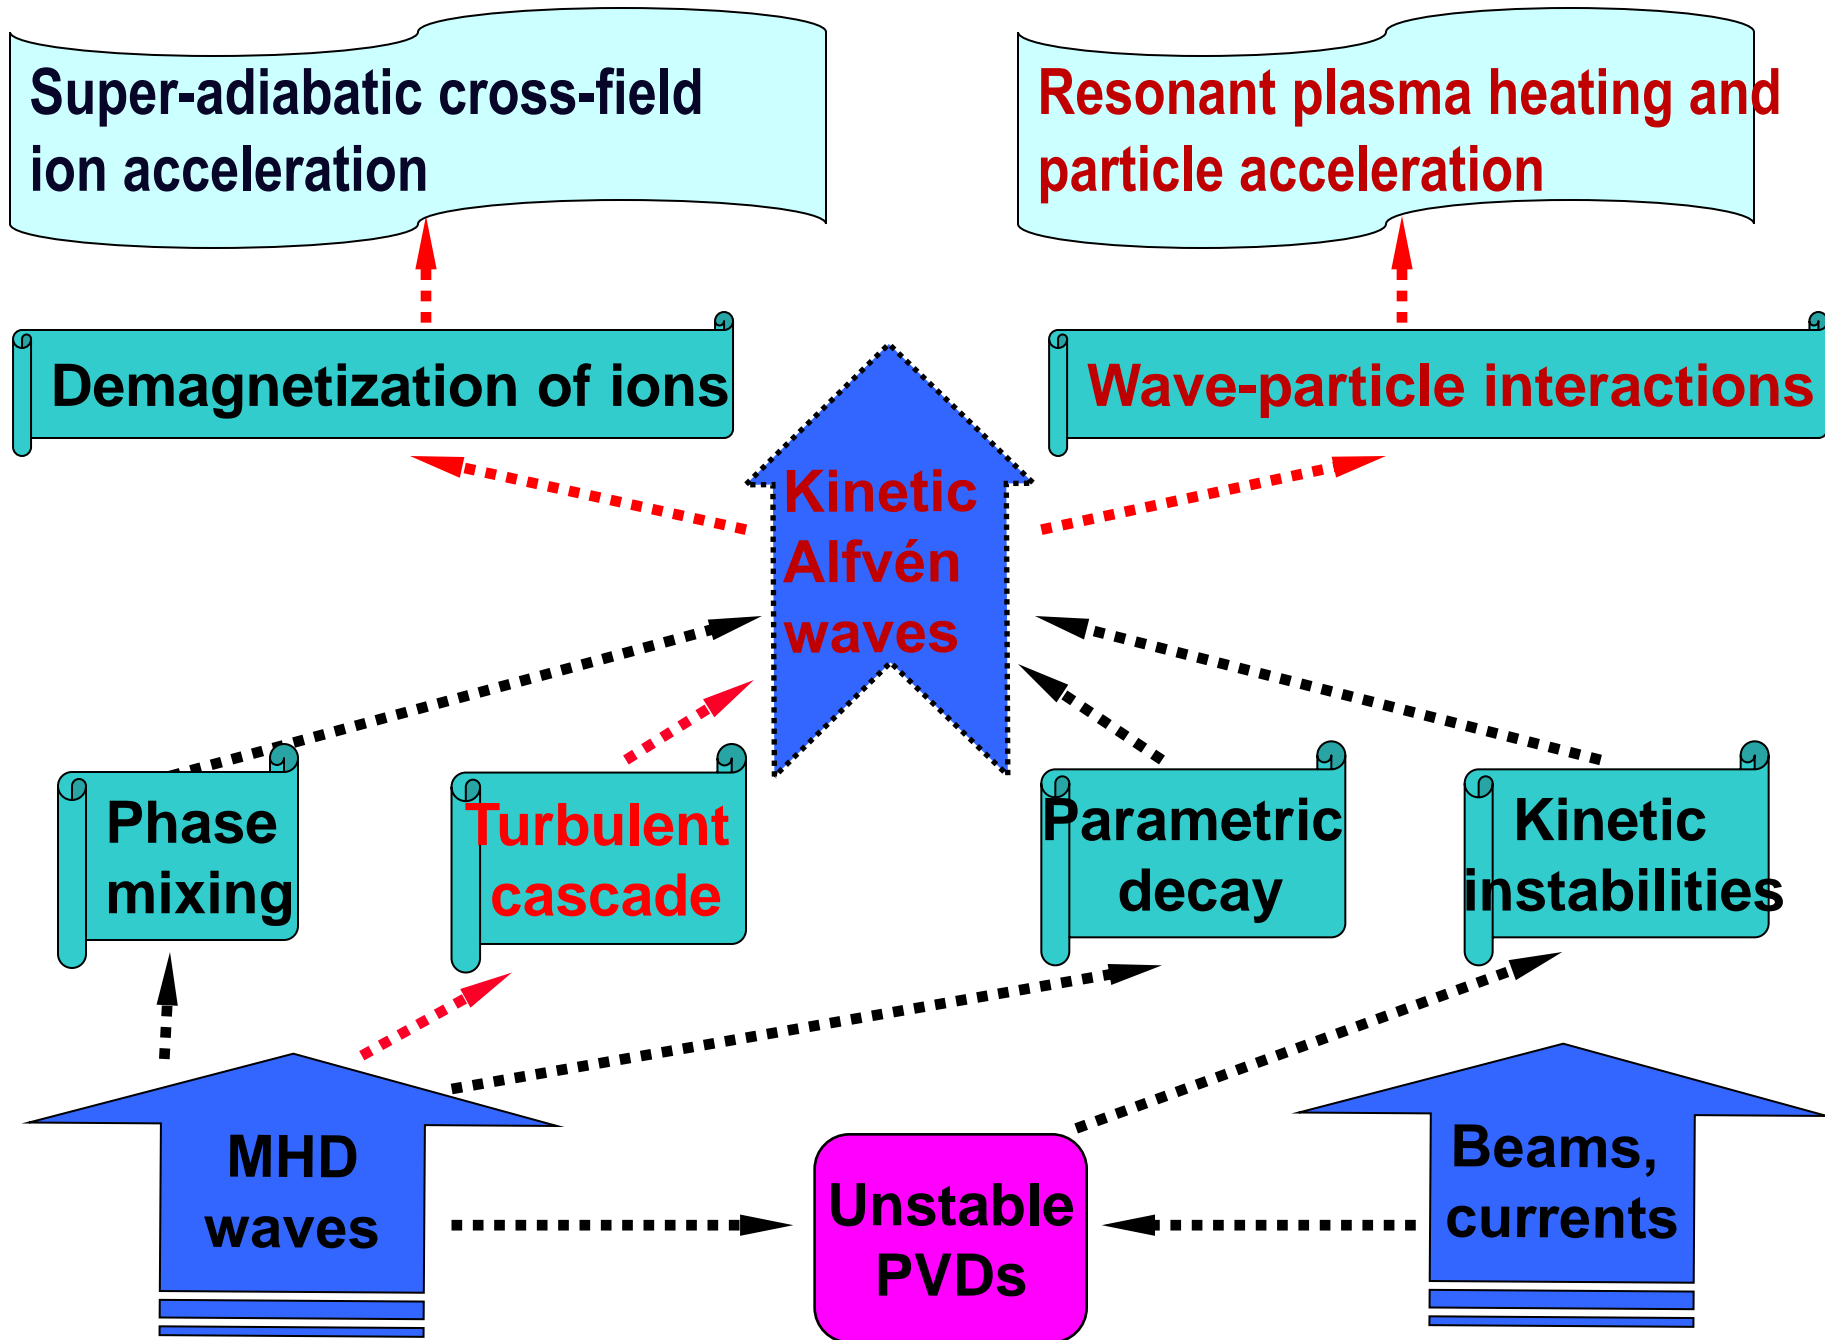 Super-adiabatic cross-field
ion acceleration
Resonant plasma heating and
particle acceleration
Demagnetization of ions
Wave-particle interactions
Kinetic
Alfvén
waves
Phase
mixing
Turbulent
cascade
Parametric
decay
Kinetic
instabilities
MHD
waves
Unstable
PVDs
Beams,
currents